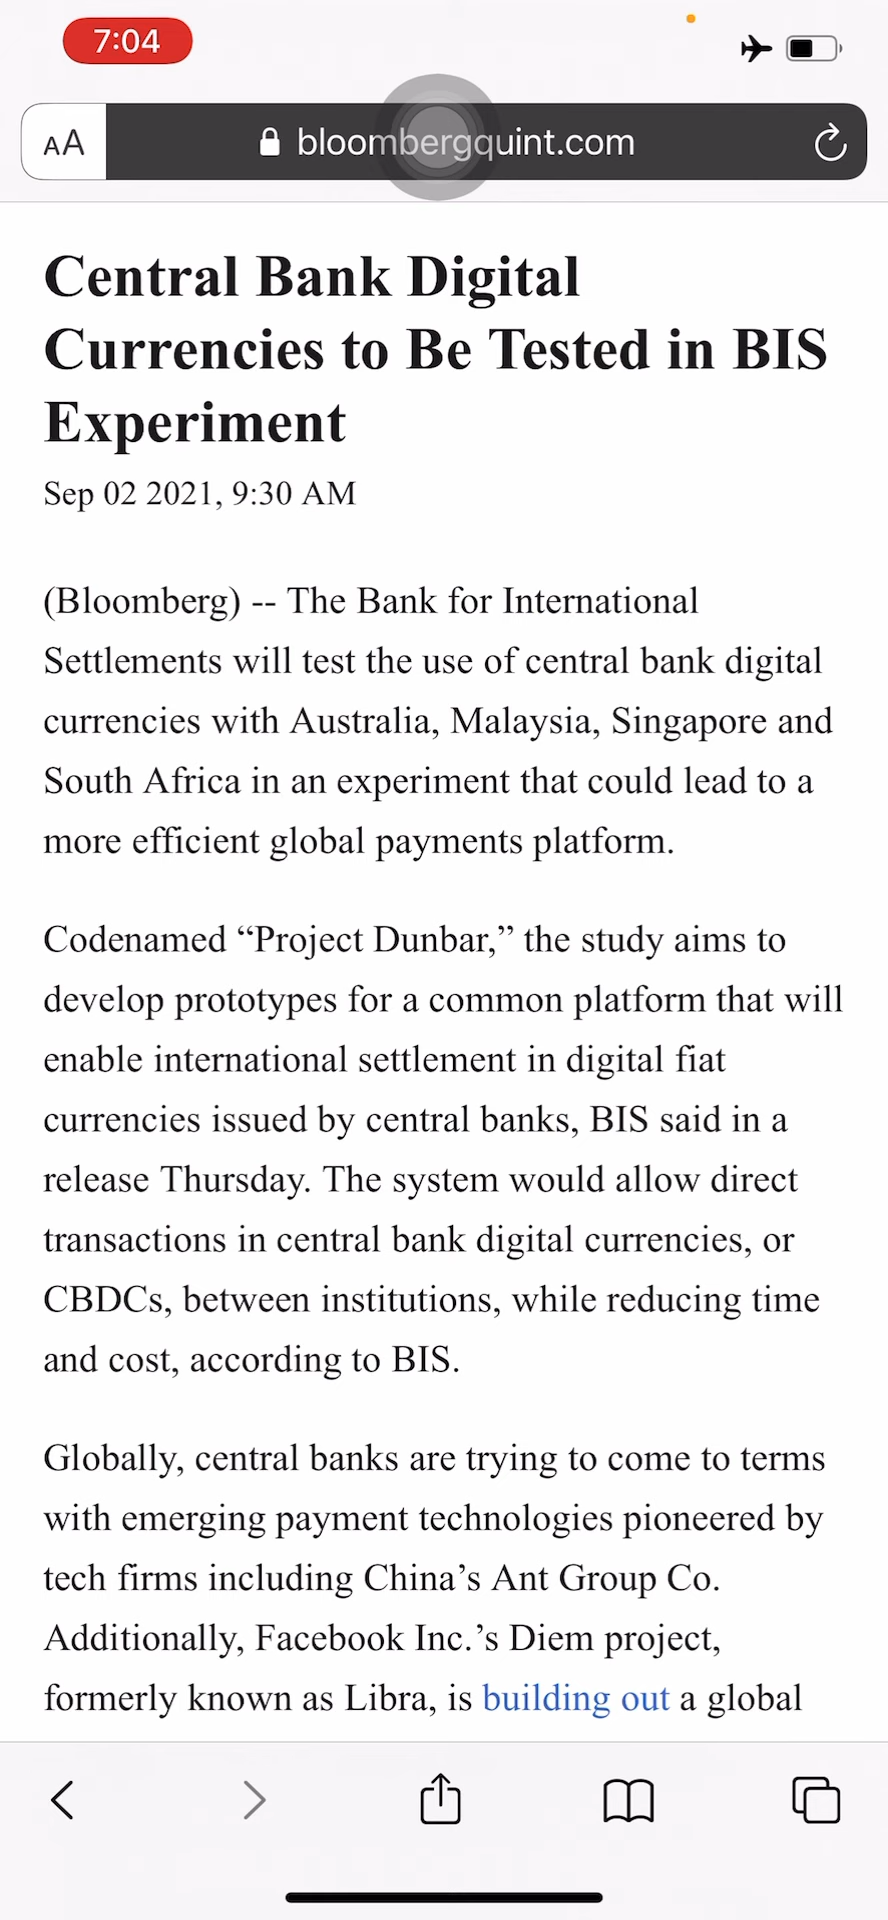 7:04
AA bloombergquint.com
Central Bank Digital
Currencies to Be Tested in BIS
Experiment
Sep 02 2021, 9:30 AM
(Bloomberg) -- The Bank for International
Settlements will test the use of central bank digital
currencies with Australia, Malaysia, Singapore and
South Africa in an experiment that could lead to a
more efficient global payments platform.
Codenamed “Project Dunbar,” the study aims to
develop prototypes for a common platform that will
enable international settlement in digital fiat
currencies issued by central banks, BIS said in a
release Thursday. The system would allow direct
transactions in central bank digital currencies, or
CBDCs, between institutions, while reducing time
and cost, according to BIS.
Globally, central banks are trying to come to terms
with emerging payment technologies pioneered by
tech firms including China’s Ant Group Co.
Additionally, Facebook Inc.’s Diem project,
formerly known as Libra, is building out a global